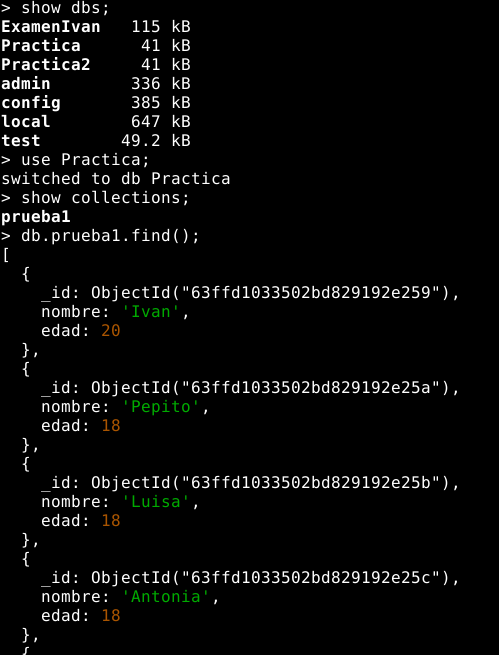 > show dbs;
ExamenIvan   115 kB
Practica      41 kB
Practica2     41 kB
admin        336 kB
config       385 kB
local        647 kB
test        49.2 kB
> use Practica;
switched to db Practica
> show collections;
prueba1
> db.prueba1.find();
[
  {
    _id: ObjectId("63ffd1033502bd829192e259"),
    nombre: 'Ivan',
    edad: 20
  },
  {
    _id: ObjectId("63ffd1033502bd829192e25a"),
    nombre: 'Pepito',
    edad: 18
  },
  {
    _id: ObjectId("63ffd1033502bd829192e25b"),
    nombre: 'Luisa',
    edad: 18
  },
  {
    _id: ObjectId("63ffd1033502bd829192e25c"),
    nombre: 'Antonia',
    edad: 18
  },
  {